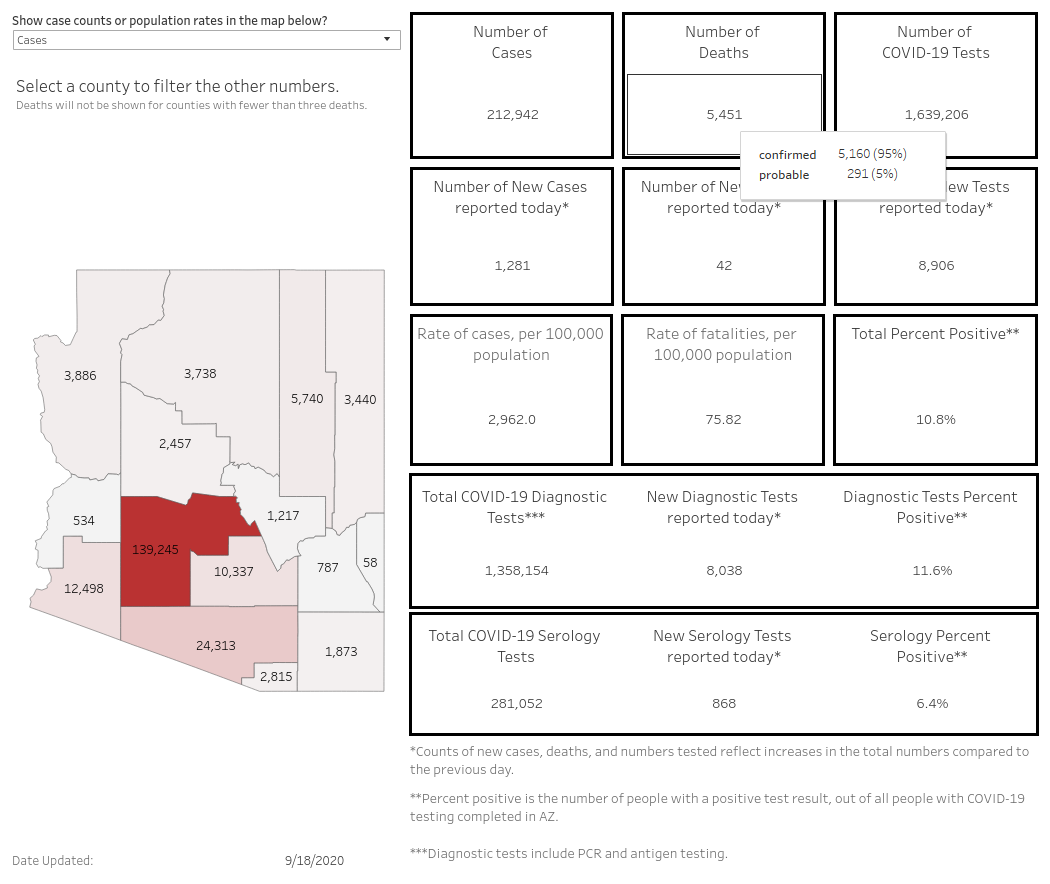 Show case counts or population rates in the map below?
Cases
Select a county to filter the other numbers.
Deaths will not be shown for counties with fewer than three deaths.
3,886
3,738
5,740
3,440
2,457
534
1,217
139,245
10,337
787
58
12,498
24,313
1,873
2,815
Date Updated:
9/18/2020
Number of
Cases
212,942
Number of
Deaths
5,451
Number of
COVID-19 Tests
1,639,206
confirmed 5,160 (95%)
probable 291 (5%)
Number of New Cases
reported today*
1,281
Number of
reported today*
42
Tests
reported today*
8,906
Rate of cases, per 100,000
population
2,962.0
Rate of fatalities, per
100,000 population
75.82
Total Percent Positive**
10.8%
Total COVID-19 Diagnostic
Tests***
1,358,154
New Diagnostic Tests
reported today*
8,038
Diagnostic Tests Percent
Positive**
11.6%
Total COVID-19 Serology
Tests
281,052
New Serology Tests
reported today*
868
Serology Percent
Positive**
6.4%
*Counts of new cases, deaths, and numbers tested reflect increases in the total numbers compared to
the previous day.
**Percent positive is the number of people with a positive test result, out of all people with COVID-19
testing completed in AZ.
***Diagnostic tests include PCR and antigen testing.